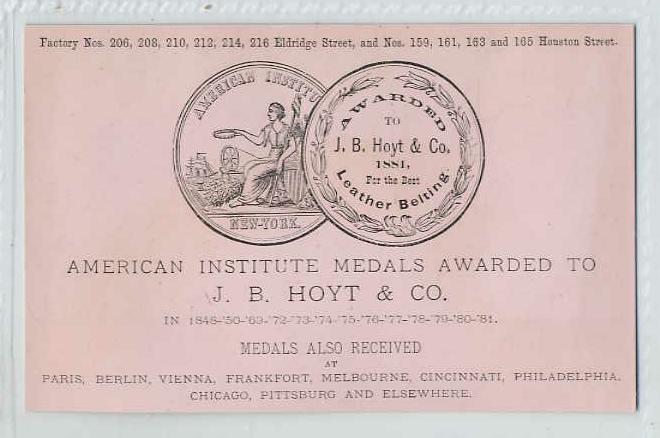 Factory Nos. 206, 208, 210, 212, 214, 216 Eldridge Street, and Nos. 159, 161, 163 and 165 Houston Street.
AMERICAN INSTITU
NEW-YORK.
AWARDED
TO
J. B. Hoyt & Co.
1881,
For the Best
Leather Belting.
AMERICAN INSTITUTE MEDALS AWARDED TO
J. B. HOYT & CO.
IN 1848-'50-'69-'72-'73-'74-'75-'76-'77-'78-'79-'80-'81.
MEDALS ALSO RECEIVED
AT
PARIS, BERLIN, VIENNA, FRANKFORT, MELBOURNE, CINCINNATI, PHILADELPHIA,
CHICAGO, PITTSBURG AND ELSEWHERE.